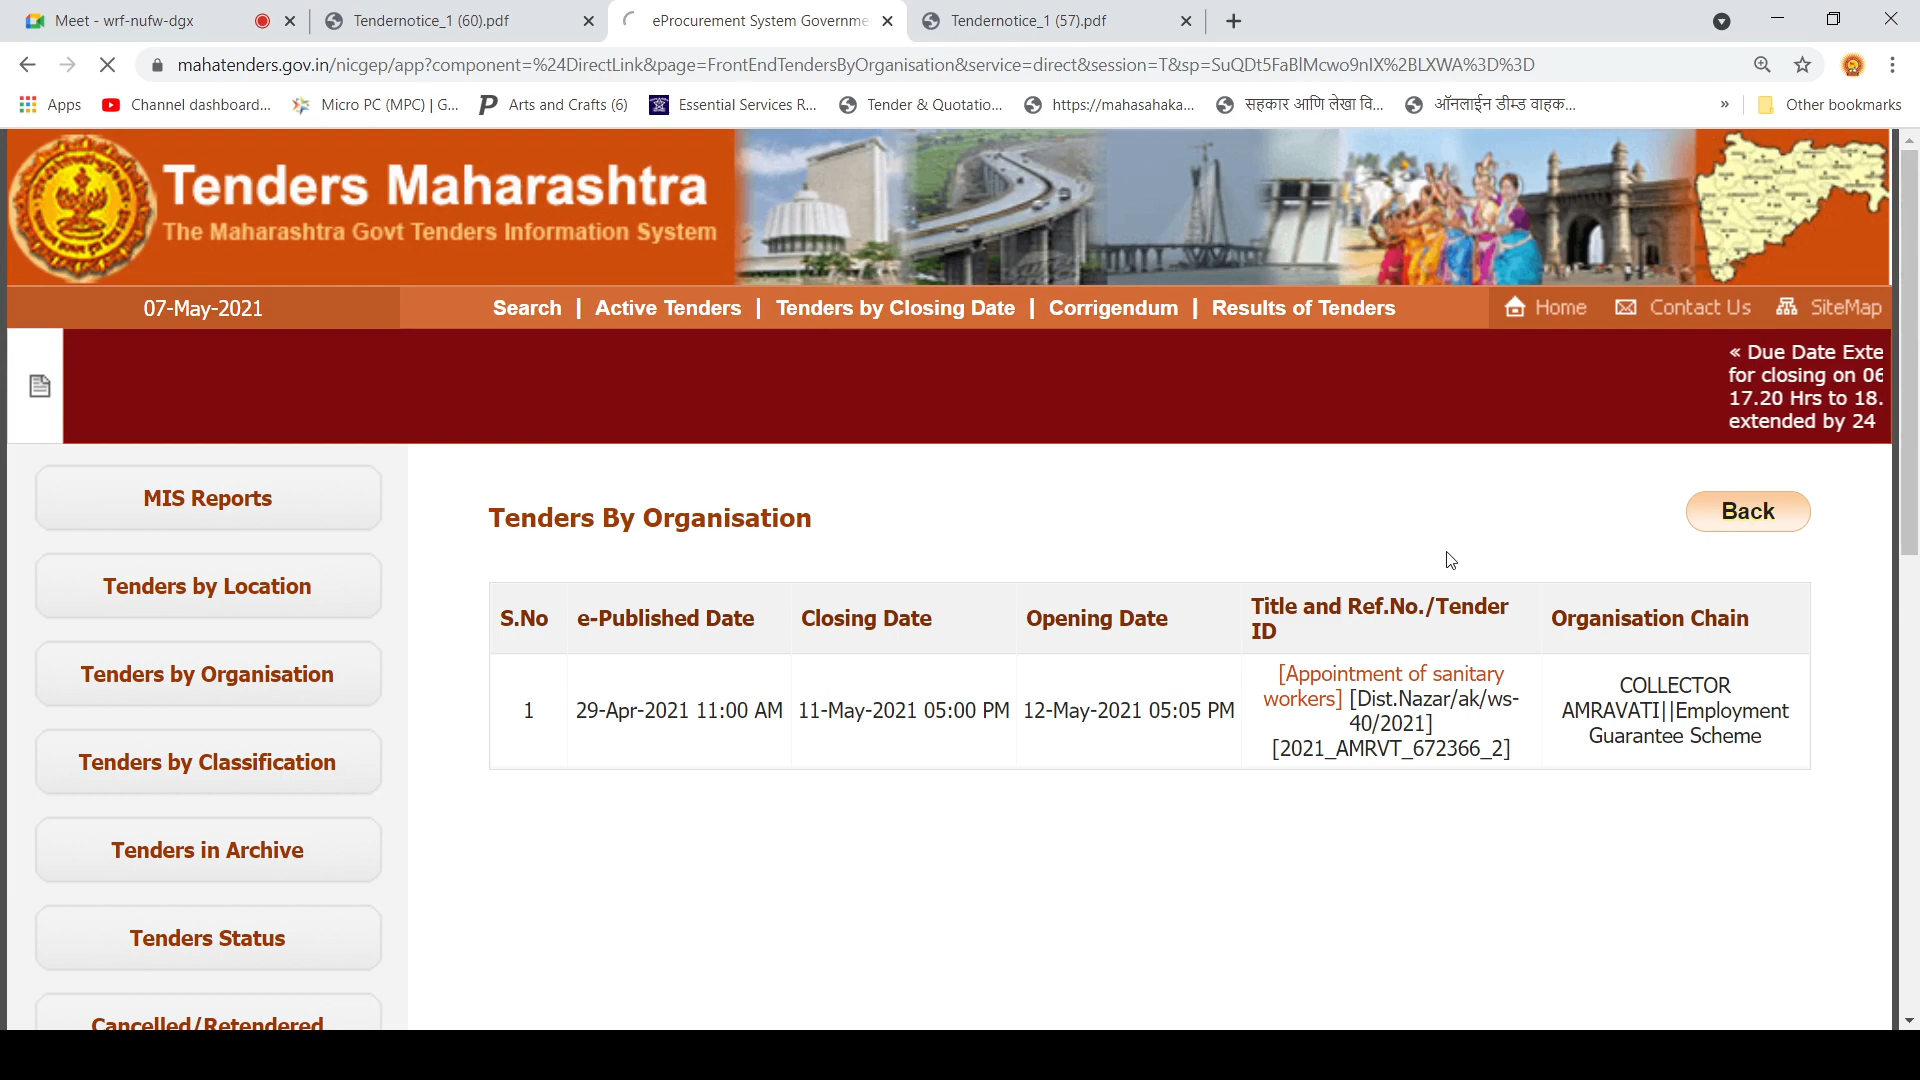 Meet - wrf-nufw-dgx
Tendernotice_1 (60).pdf
eProcurement System Governme
Tendernotice_1 (57).pdf
mahatenders.gov.in/nicgep/app?component=%24DirectLink&page=FrontEndTendersByOrganisation&service=direct&session=T&sp=SuQDt5FaBlMcwo9nIX%2BLXWA%3D%3D
Apps
Channel dashboard...
Micro PC (MPC) | G...
Arts and Crafts (6)
Essential Services R...
Tender & Quotatio...
https://mahasahaka...
सहकार आणि लेखा वि...
ऑनलाईन डीम्ड वाहक...
»
Other bookmarks
Tenders Maharashtra
The Maharashtra Govt Tenders Information System
07-May-2021
Search | Active Tenders | Tenders by Closing Date | Corrigendum | Results of Tenders
Home
Contact Us
SiteMap
« Due Date Exte
for closing on 06
17.20 Hrs to 18.
extended by 24
MIS Reports
Tenders by Location
Tenders by Organisation
Tenders by Classification
Tenders in Archive
Tenders Status
Cancelled/Retendered
Tenders By Organisation
Back
S.No
e-Published Date
Closing Date
Opening Date
Title and Ref.No./Tender
ID
Organisation Chain
1
29-Apr-2021 11:00 AM
11-May-2021 05:00 PM
12-May-2021 05:05 PM
[Appointment of sanitary
workers] [Dist.Nazar/ak/ws-
40/2021]
[2021_AMRVT_672366_2]
COLLECTOR
AMRAVATI||Employment
Guarantee Scheme